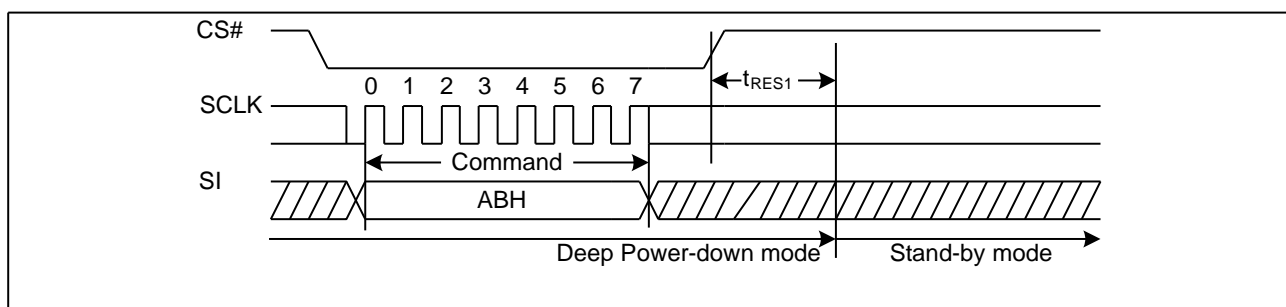 CS#
0 1 2 3 4 5 6 7
tRES1
SCLK
Command
SI
ABH
Deep Power-down mode
Stand-by mode